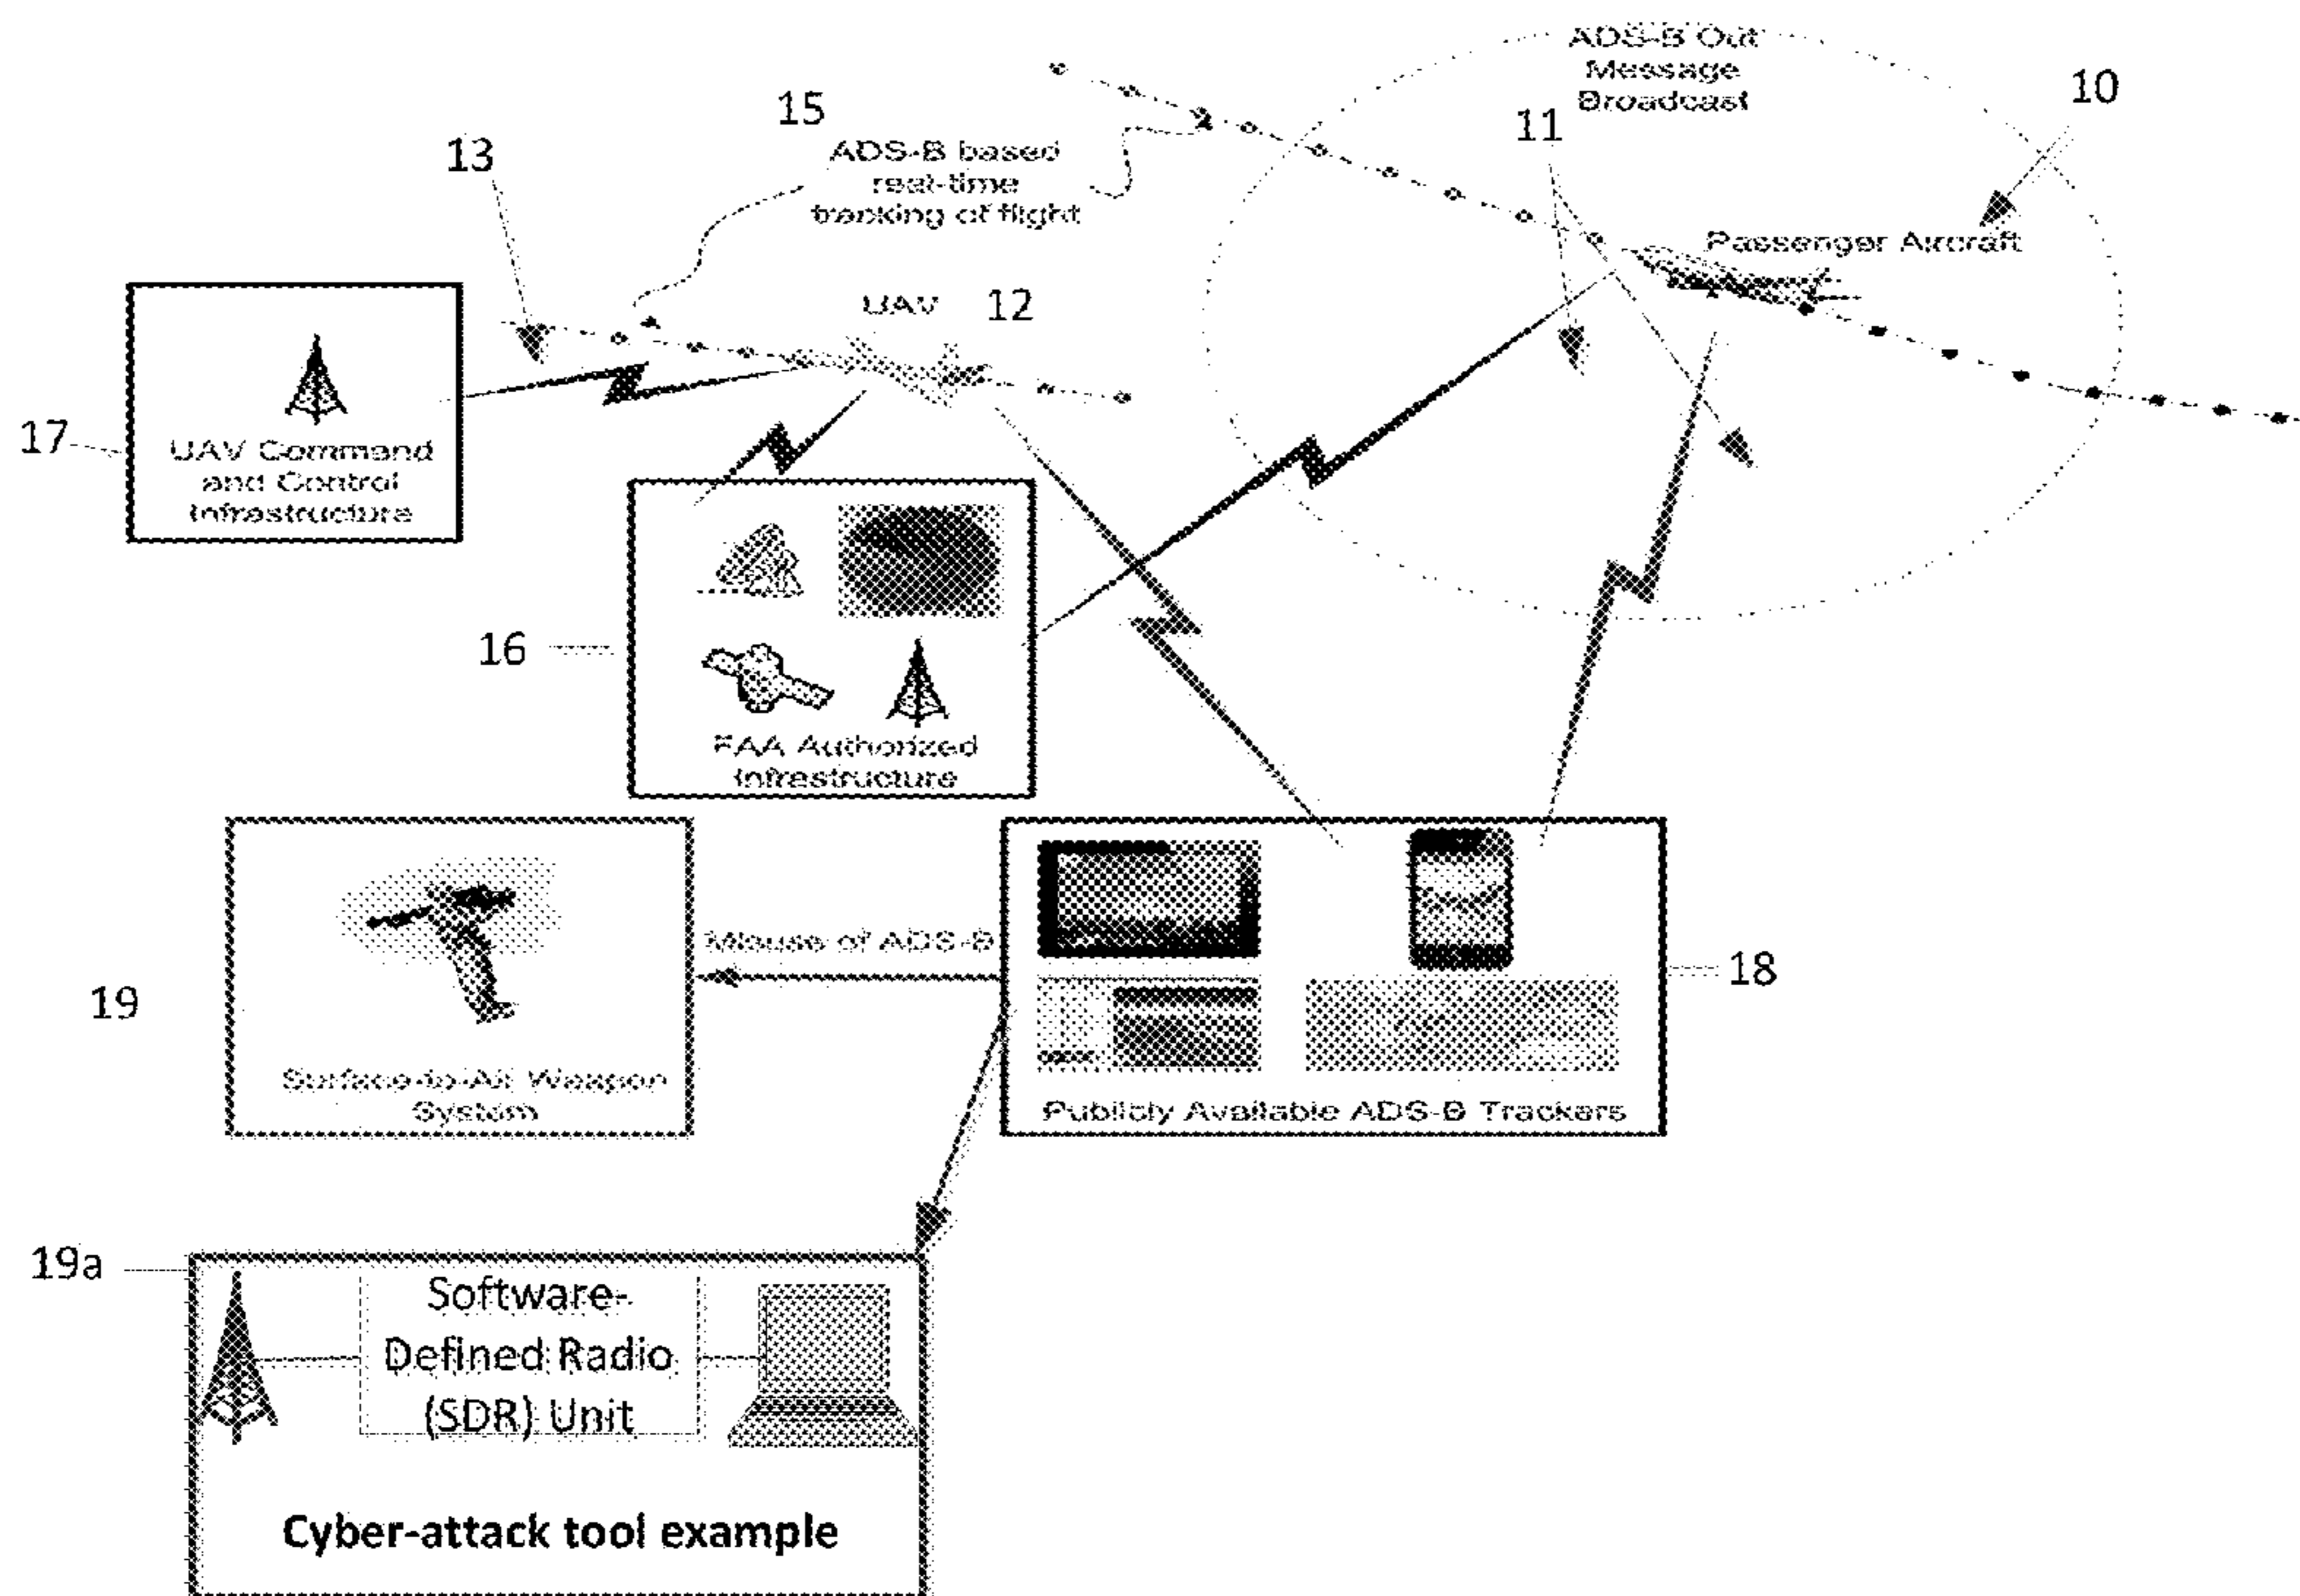 ADS-B Out
Message
Broadcast
10
11
15
ADS-B based
real-time
tracking of flight
13
Passenger Aircraft
UAV
12
17
UAV Command
and Control
Infrastructure
16
FAA Authorized
Infrastructure
19
Surface-to-Air Weapon
System
Misuse of ADS-B
18
Publicly Available ADS-B Trackers
19a
Software-
Defined Radio
(SDR) Unit
Cyber-attack tool example